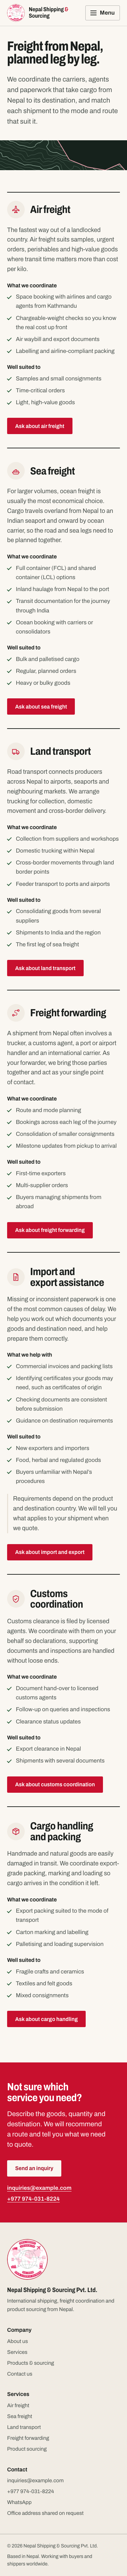 Nepal Shipping &
Sourcing
Menu
Freight from Nepal,
planned leg by leg.
We coordinate the carriers, agents
and paperwork that take cargo from
Nepal to its destination, and match
each shipment to the mode and route
that suit it.
Air freight
The fastest way out of a landlocked
country. Air freight suits samples, urgent
orders, perishables and high-value goods
where transit time matters more than cost
per kilo.
What we coordinate
Space booking with airlines and cargo
agents from Kathmandu
Chargeable-weight checks so you know
the real cost up front
Air waybill and export documents
Labelling and airline-compliant packing
Well suited to
Samples and small consignments
Time-critical orders
Light, high-value goods
Ask about air freight
Sea freight
For larger volumes, ocean freight is
usually the most economical choice.
Cargo travels overland from Nepal to an
Indian seaport and onward by ocean
carrier, so the road and sea legs need to
be planned together.
What we coordinate
Full container (FCL) and shared
container (LCL) options
Inland haulage from Nepal to the port
Transit documentation for the journey
through India
Ocean booking with carriers or
consolidators
Well suited to
Bulk and palletised cargo
Regular, planned orders
Heavy or bulky goods
Ask about sea freight
Land transport
Road transport connects producers
across Nepal to airports, seaports and
neighbouring markets. We arrange
trucking for collection, domestic
movement and cross-border delivery.
What we coordinate
Collection from suppliers and workshops
Domestic trucking within Nepal
Cross-border movements through land
border points
Feeder transport to ports and airports
Well suited to
Consolidating goods from several
suppliers
Shipments to India and the region
The first leg of sea freight
Ask about land transport
Freight forwarding
A shipment from Nepal often involves a
trucker, a customs agent, a port or airport
handler and an international carrier. As
your forwarder, we bring those parties
together and act as your single point
of contact.
What we coordinate
Route and mode planning
Bookings across each leg of the journey
Consolidation of smaller consignments
Milestone updates from pickup to arrival
Well suited to
First-time exporters
Multi-supplier orders
Buyers managing shipments from
abroad
Ask about freight forwarding
Import and
export assistance
Missing or inconsistent paperwork is one
of the most common causes of delay. We
help you work out which documents your
goods and destination need, and help
prepare them correctly.
What we help with
Commercial invoices and packing lists
Identifying certificates your goods may
need, such as certificates of origin
Checking documents are consistent
before submission
Guidance on destination requirements
Well suited to
New exporters and importers
Food, herbal and regulated goods
Buyers unfamiliar with Nepal's
procedures
Requirements depend on the product
and destination country. We will tell you
what applies to your shipment when
we quote.
Ask about import and export
Customs
coordination
Customs clearance is filed by licensed
agents. We coordinate with them on your
behalf so declarations, supporting
documents and inspections are handled
without loose ends.
What we coordinate
Document hand-over to licensed
customs agents
Follow-up on queries and inspections
Clearance status updates
Well suited to
Export clearance in Nepal
Shipments with several documents
Ask about customs coordination
Cargo handling
and packing
Handmade and natural goods are easily
damaged in transit. We coordinate export-
grade packing, marking and loading so
cargo arrives in the condition it left.
What we coordinate
Export packing suited to the mode of
transport
Carton marking and labelling
Palletising and loading supervision
Well suited to
Fragile crafts and ceramics
Textiles and felt goods
Mixed consignments
Ask about cargo handling
Not sure which
service you need?
Describe the goods, quantity and
destination. We will recommend
a route and tell you what we need
to quote.
Send an inquiry
inquiries@example.com
+977 974-031-8224
Nepal Shipping & Sourcing Pvt. Ltd.
International shipping, freight coordination and
product sourcing from Nepal.
Company
About us
Services
Products & sourcing
Contact us
Services
Air freight
Sea freight
Land transport
Freight forwarding
Product sourcing
Contact
inquiries@example.com
+977 974-031-8224
WhatsApp
Office address shared on request
© 2026 Nepal Shipping & Sourcing Pvt. Ltd.
Based in Nepal. Working with buyers and
shippers worldwide.